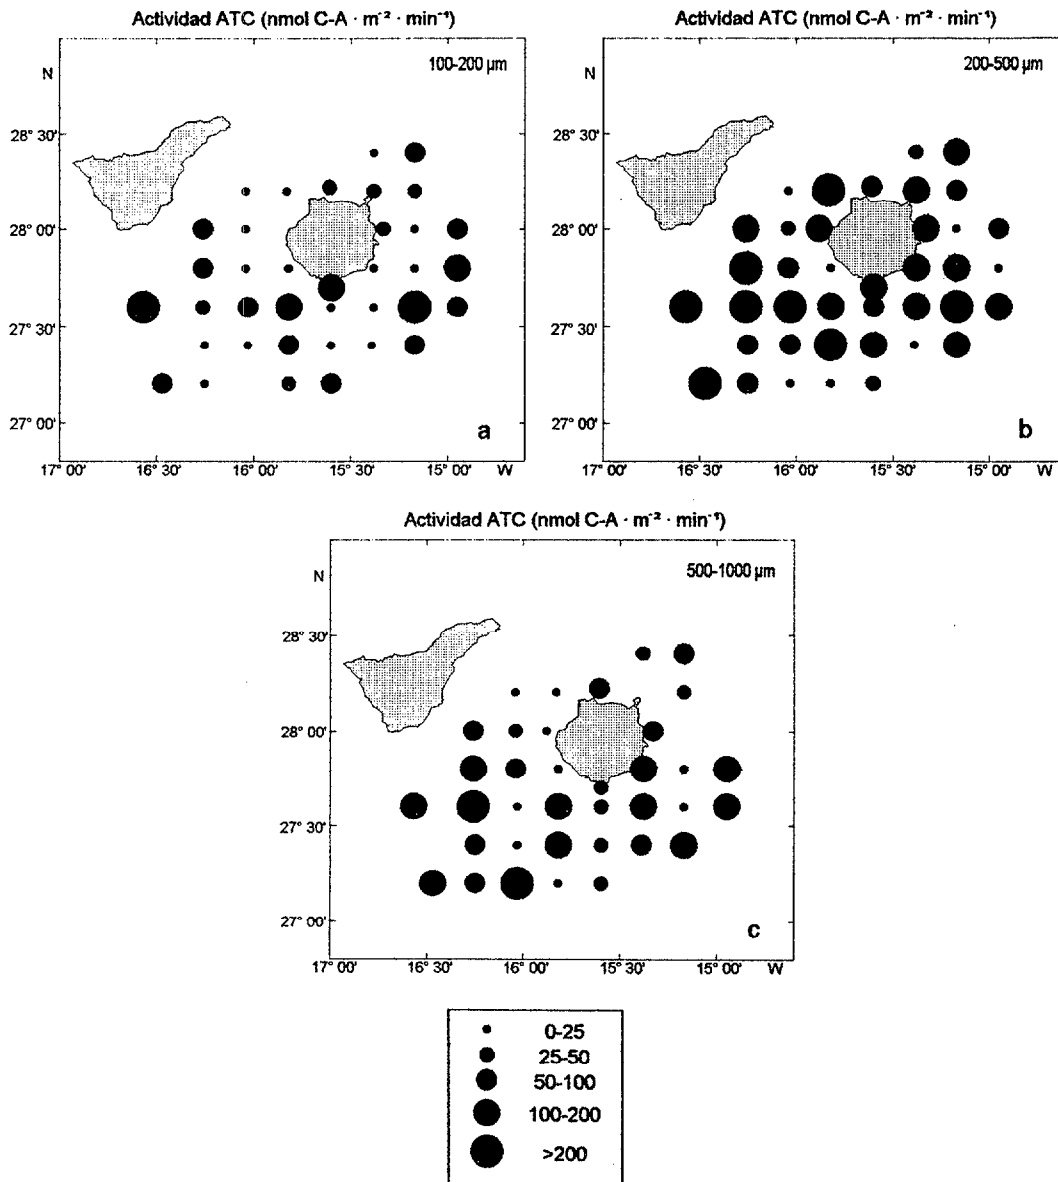 Actividad ATC (nmol C-A · m⁻² · min⁻¹)
N
100-200 µm
28° 30'
28° 00'
27° 30'
27° 00'
a
17° 00'
16° 30'
16° 00'
15° 30'
15° 00'
W
Actividad ATC (nmol C-A · m⁻² · min⁻¹)
N
200-500 µm
28° 30'
28° 00'
27° 30'
27° 00'
b
17° 00'
16° 30'
16° 00'
15° 30'
15° 00'
W
Actividad ATC (nmol C-A · m⁻² · min⁻¹)
N
500-1000 µm
28° 30'
28° 00'
27° 30'
27° 00'
c
17° 00'
16° 30'
16° 00'
15° 30'
15° 00'
W
0-25
25-50
50-100
100-200
>200